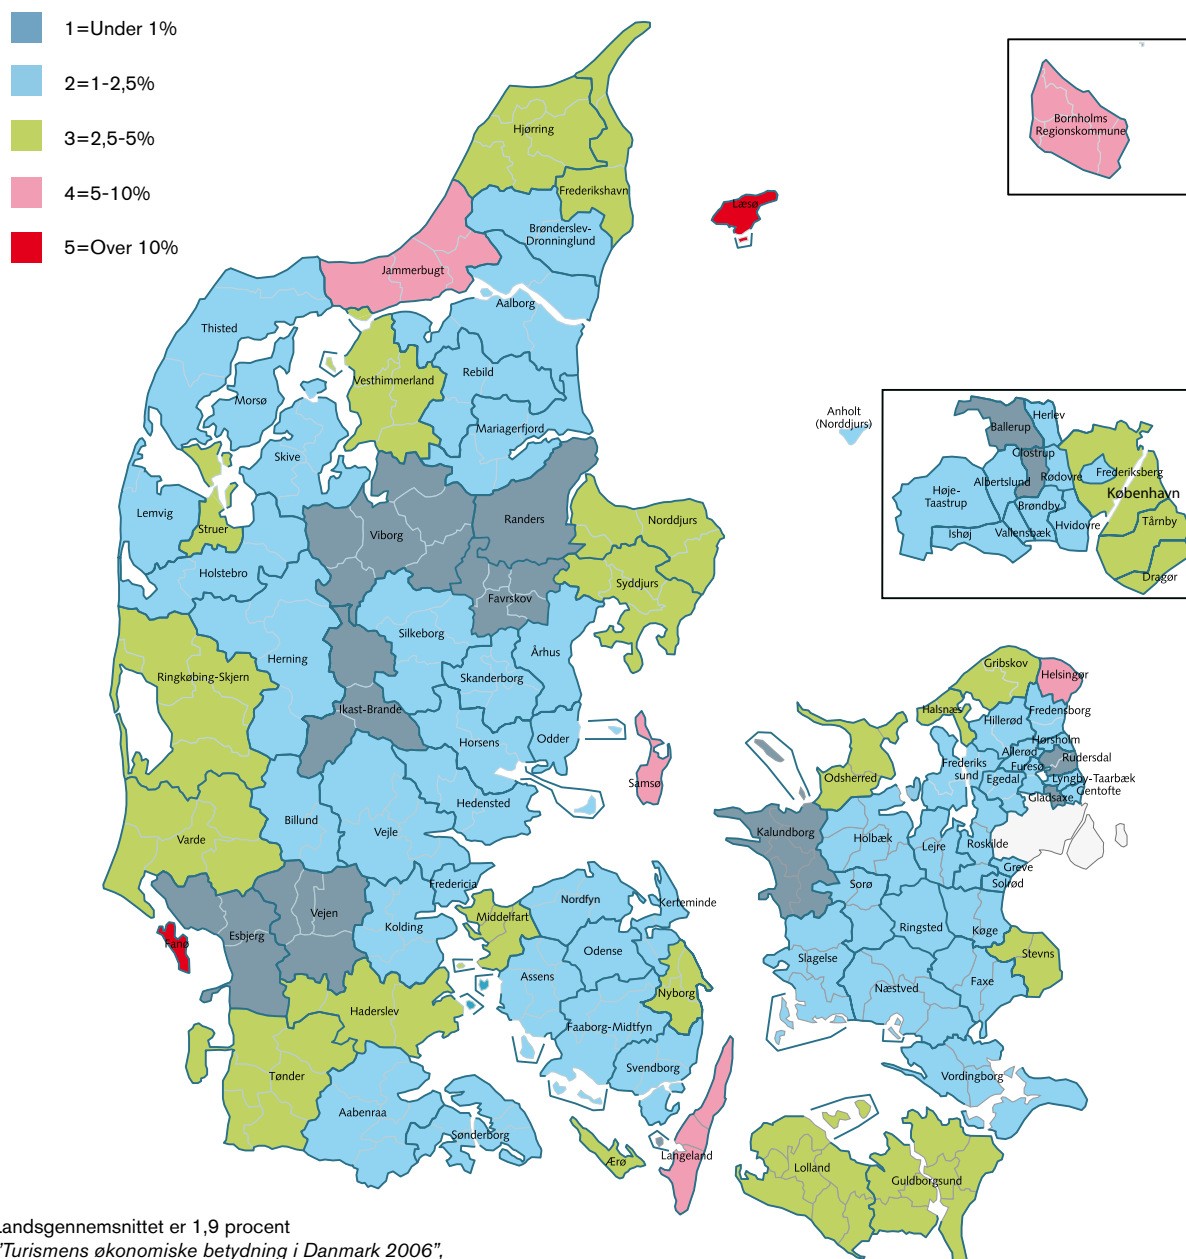 1=Under 1%
2=1-2,5%
3=2,5-5%
4=5-10%
5=Over 10%
Hjørring
Frederikshavn
Læsø
Brønderslev-
Dronninglund
Jammerbugt
Aalborg
Thisted
Vesthimmerland
Rebild
Morsø
Mariagerfjord
Skive
Lemvig
Struer
Viborg
Randers
Norddjurs
Holstebro
Favrskov
Syddjurs
Silkeborg
Århus
Herning
Ringkøbing-Skjern
Skanderborg
Ikast-Brande
Horsens
Odder
Samsø
Hedensted
Billund
Vejle
Varde
Fredericia
Vejen
Kolding
Esbjerg
Fanø
Haderslev
Tønder
Aabenraa
Sønderborg
Middelfart
Nordfyn
Kerteminde
Odense
Assens
Nyborg
Faaborg-Midtfyn
Svendborg
Langeland
Ærø
Bornholms
Regionskommune
Anholt
(Norddjurs)
Herlev
Ballerup
Glostrup
Frederiksberg
Rødovre
Albertslund
Høje-
Taastrup
København
Brøndby
Tårnby
Hvidovre
Ishøj
Vallensbæk
Dragør
Gribskov
Helsingør
Halsnæs
Fredensborg
Hillerød
Hørsholm
Allerød
Rudersdal
Frederiks
sund
Furesø
Egedal
Lyngby-Taarbæk
Gentofte
Gladsaxe
Odsherred
Kalundborg
Holbæk
Lejre
Roskilde
Greve
Solrød
Sorø
Ringsted
Køge
Stevns
Slagelse
Næstved
Faxe
Vordingborg
Lolland
Guldborgsund
Landsgennemsnittet er 1,9 procent
"Turismens økonomiske betydning i Danmark 2006",